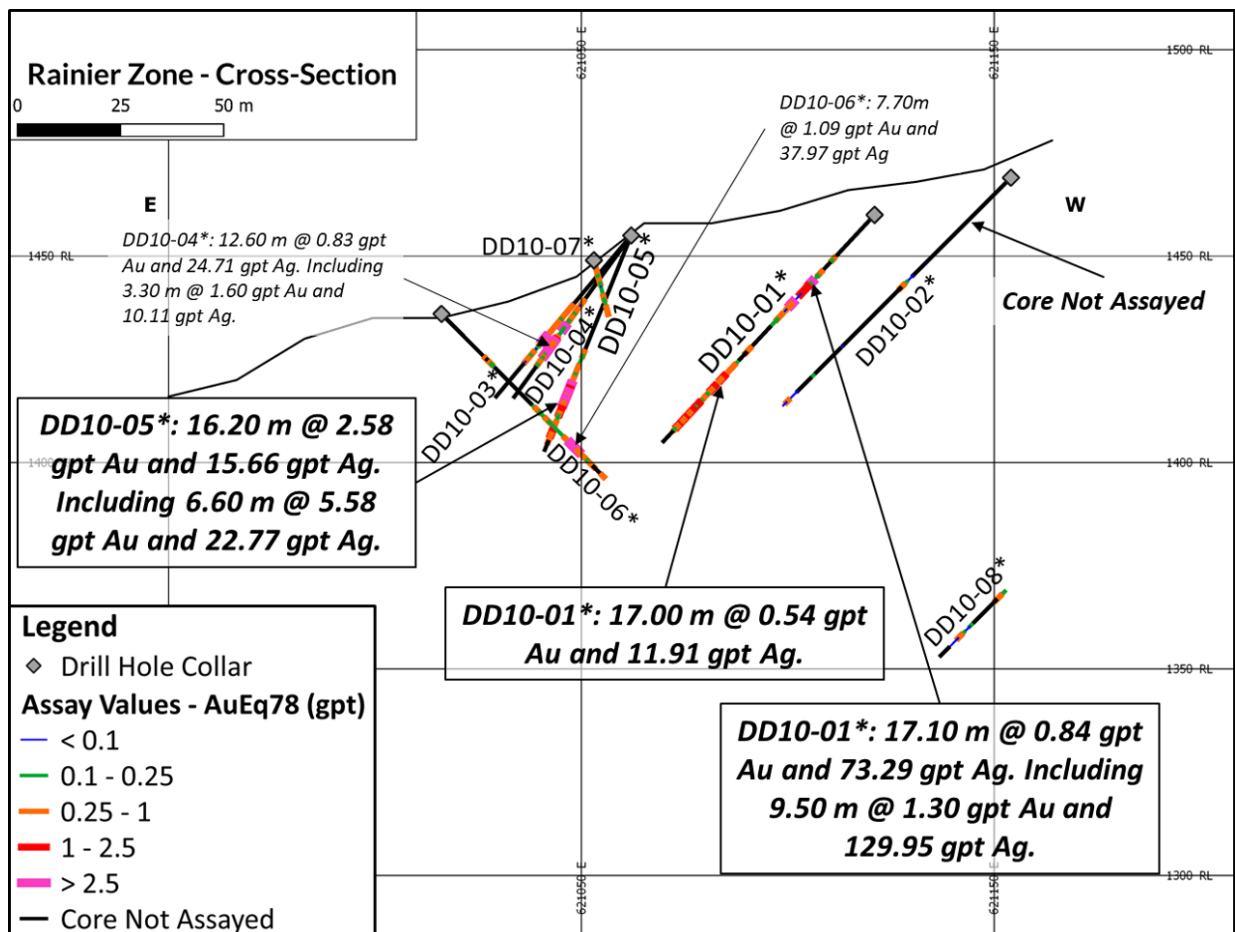 Rainier Zone - Cross-Section
0 25 50 m
621050 E
621150 E
1500 RL
DD10-06*: 7.70m
@ 1.09 gpt Au and
37.97 gpt Ag
E
W
DD10-04*: 12.60 m @ 0.83 gpt
Au and 24.71 gpt Ag. Including
3.30 m @ 1.60 gpt Au and
10.11 gpt Ag.
1450 RL
1450 RL
DD10-07*
DD10-05*
DD10-04*
DD10-03*
DD10-06*
DD10-01*
DD10-02*
Core Not Assayed
DD10-05*: 16.20 m @ 2.58
gpt Au and 15.66 gpt Ag.
Including 6.60 m @ 5.58
gpt Au and 22.77 gpt Ag.
1400 RL
1400 RL
DD10-08*
DD10-01*: 17.00 m @ 0.54 gpt
Au and 11.91 gpt Ag.
1350 RL
DD10-01*: 17.10 m @ 0.84 gpt
Au and 73.29 gpt Ag. Including
9.50 m @ 1.30 gpt Au and
129.95 gpt Ag.
Legend
Drill Hole Collar
Assay Values - AuEq78 (gpt)
< 0.1
0.1 - 0.25
0.25 - 1
1 - 2.5
> 2.5
Core Not Assayed
621050 E
621150 E
1300 RL